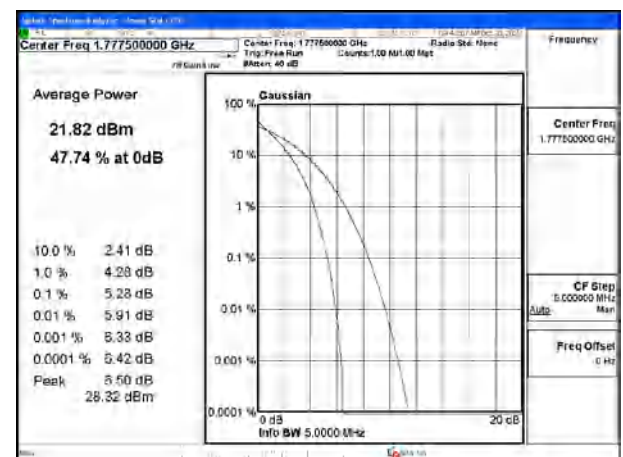 Center Freq 1.777500000 GHz
Center Freq: 1.777500000 GHz
Radio Std: None
Trig: Free Run
Counts:1.00 M/1.00 Mpt
#Atten: 40 dB
Frequency
Average Power
21.82 dBm
47.74 % at 0dB
10.0 % 2.41 dB
1.0 % 4.28 dB
0.1 % 5.28 dB
0.01 % 5.91 dB
0.001 % 6.33 dB
0.0001 % 6.42 dB
Peak 6.50 dB
28.32 dBm
Gaussian
100 %
10 %
1 %
0.1 %
0.01 %
0.001 %
0.0001 %
0 dB
20 dB
Info BW 5.0000 MHz
Center Freq
1.777500000 GHz
CF Step
5.000000 MHz
Auto Man
Freq Offset
0 Hz